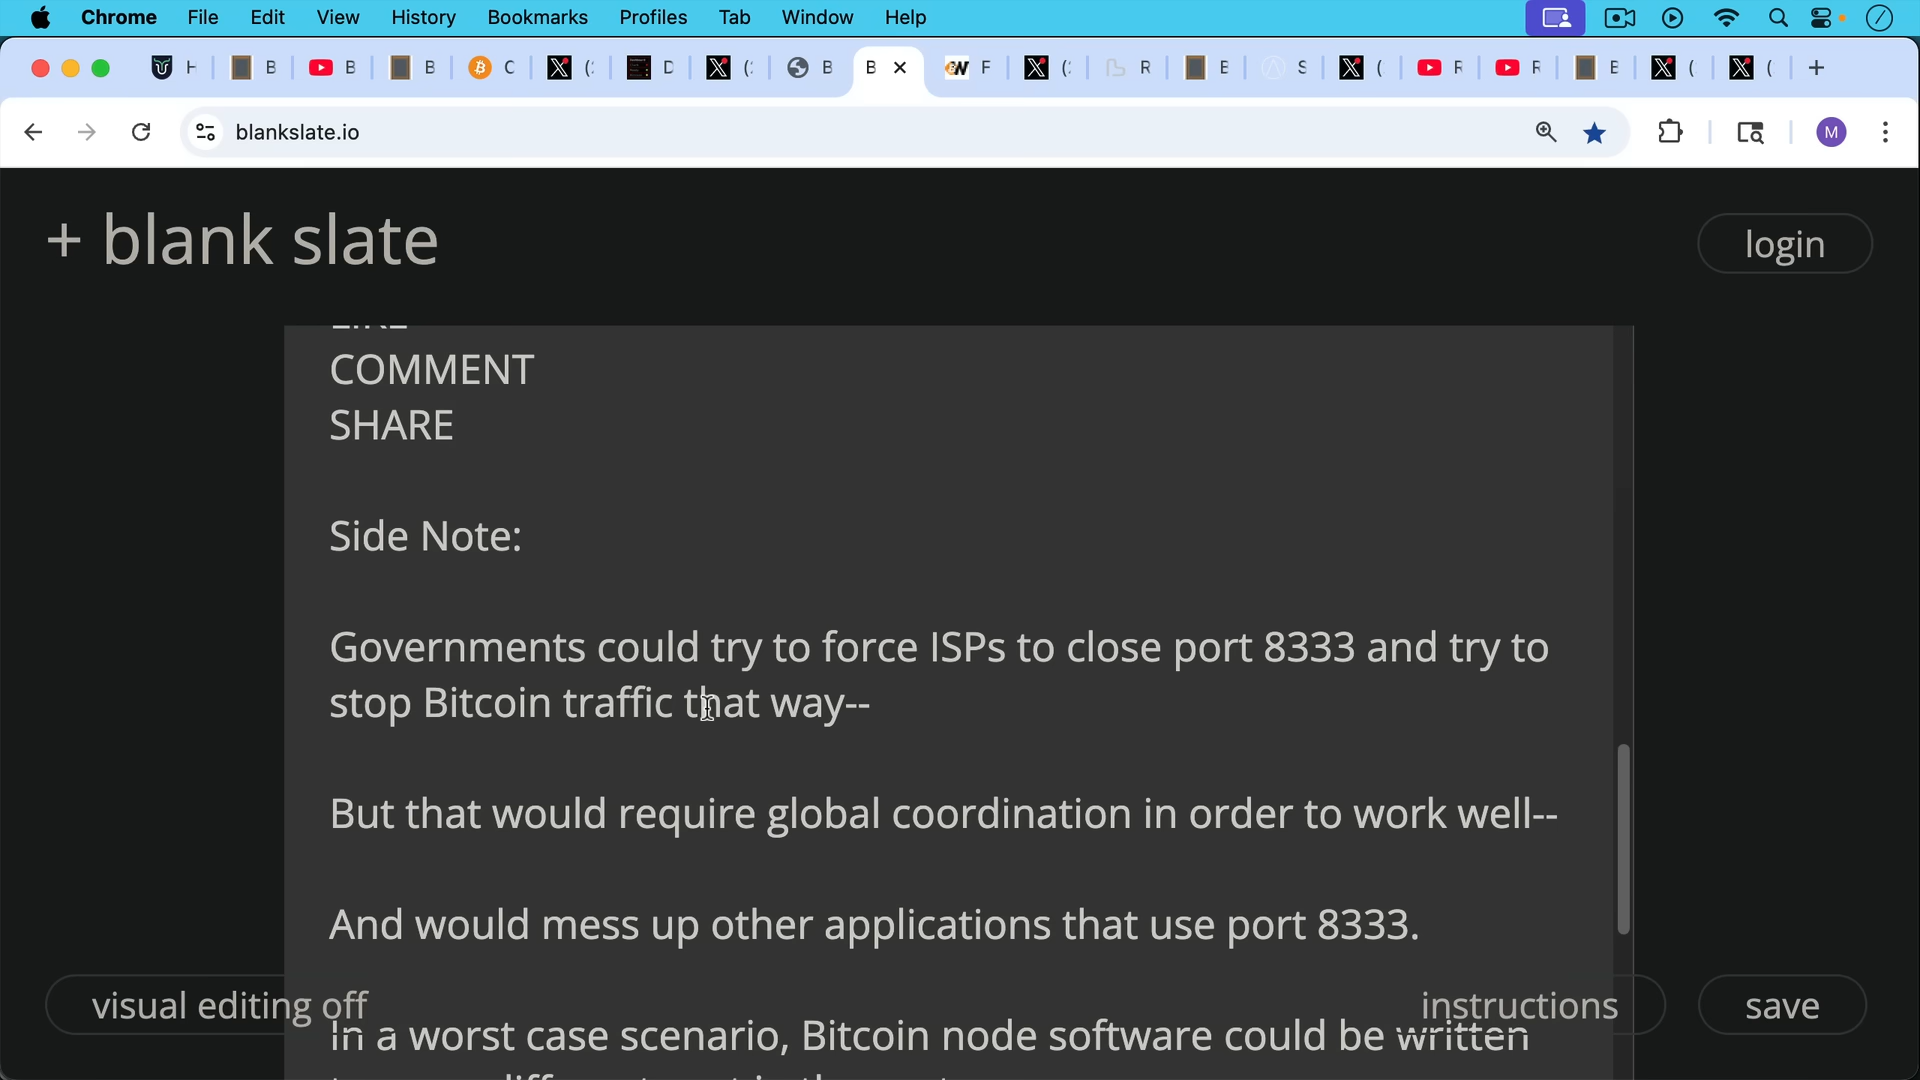 Chrome File Edit View History Bookmarks Profiles Tab Window Help
H B B B C (: D (: B B F (: R B S ( R R B ( (
blankslate.io
M
+ blank slate
login
LIKE
COMMENT
SHARE
Side Note:
Governments could try to force ISPs to close port 8333 and try to
stop Bitcoin traffic that way--
But that would require global coordination in order to work well--
And would mess up other applications that use port 8333.
visual editing off
instructions
save
In a worst case scenario, Bitcoin node software could be written